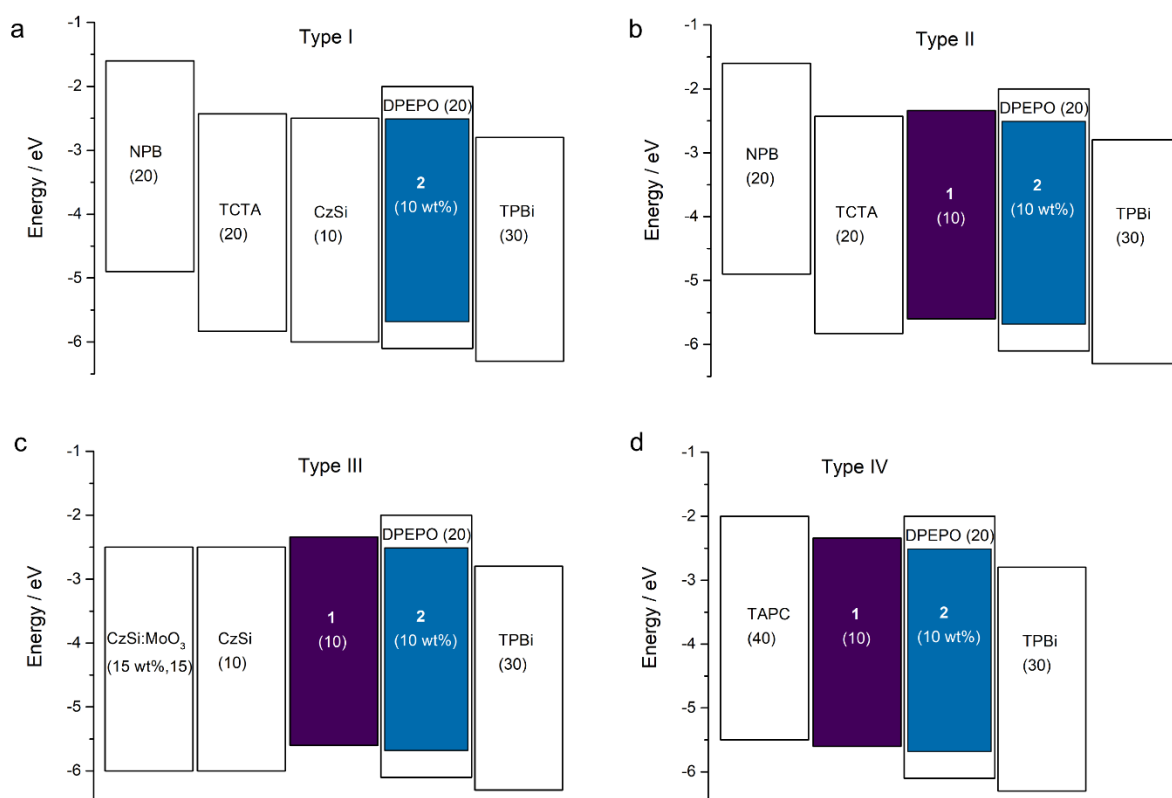 a
Type I
Energy / eV
-1
-2
-3
-4
-5
-6
NPB
(20)
TCTA
(20)
CzSi
(10)
DPEPO (20)
2
(10 wt%)
TPBi
(30)
b
Type II
Energy / eV
-1
-2
-3
-4
-5
-6
NPB
(20)
TCTA
(20)
1
(10)
DPEPO (20)
2
(10 wt%)
TPBi
(30)
c
Type III
Energy / eV
-1
-2
-3
-4
-5
-6
CzSi:MoO₃
(15 wt%,15)
CzSi
(10)
1
(10)
DPEPO (20)
2
(10 wt%)
TPBi
(30)
d
Type IV
Energy / eV
-1
-2
-3
-4
-5
-6
TAPC
(40)
1
(10)
DPEPO (20)
2
(10 wt%)
TPBi
(30)